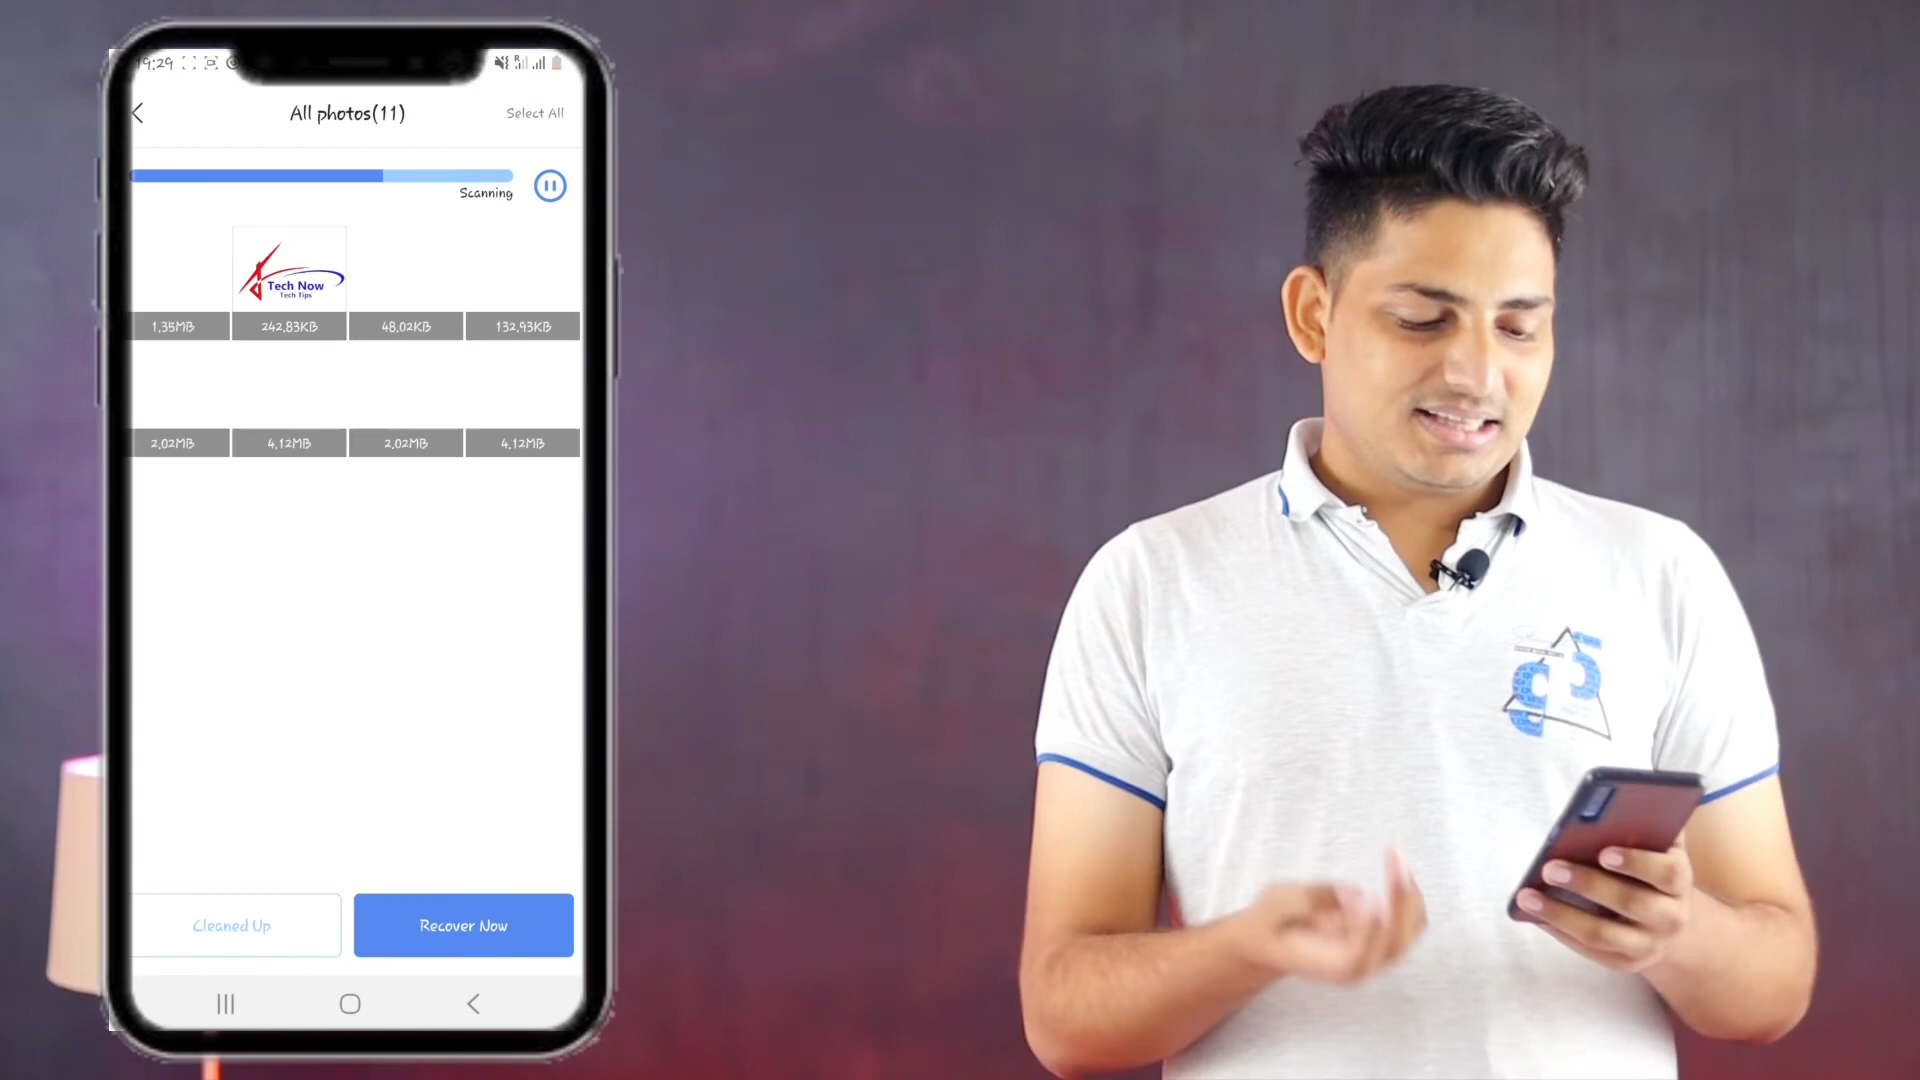 19:29
All photos(11)
Select All
Scanning
Tech Now
Tech Tips
1.35MB 242.83KB 48.02KB 132.93KB
2.02MB 4.12MB 2.02MB 4.12MB
Cleaned Up
Recover Now